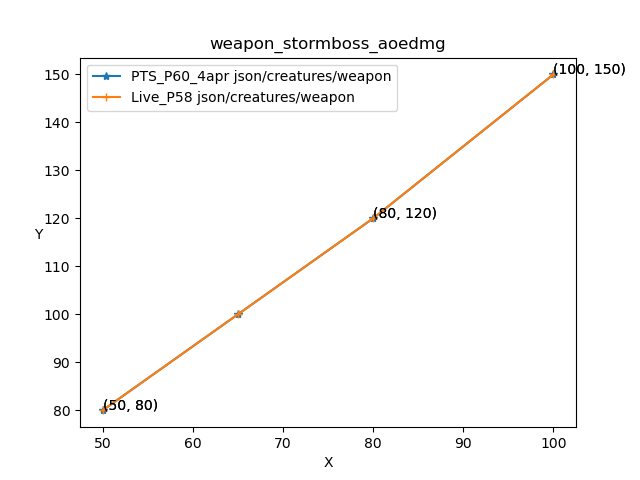 weapon_stormboss_aoedmg
PTS_P60_4apr json/creatures/weapon
Live_P58 json/creatures/weapon
(100, 150)
(80, 120)
(50, 80)
150
140
130
120
110
100
90
80
Y
50 60 70 80 90 100
X